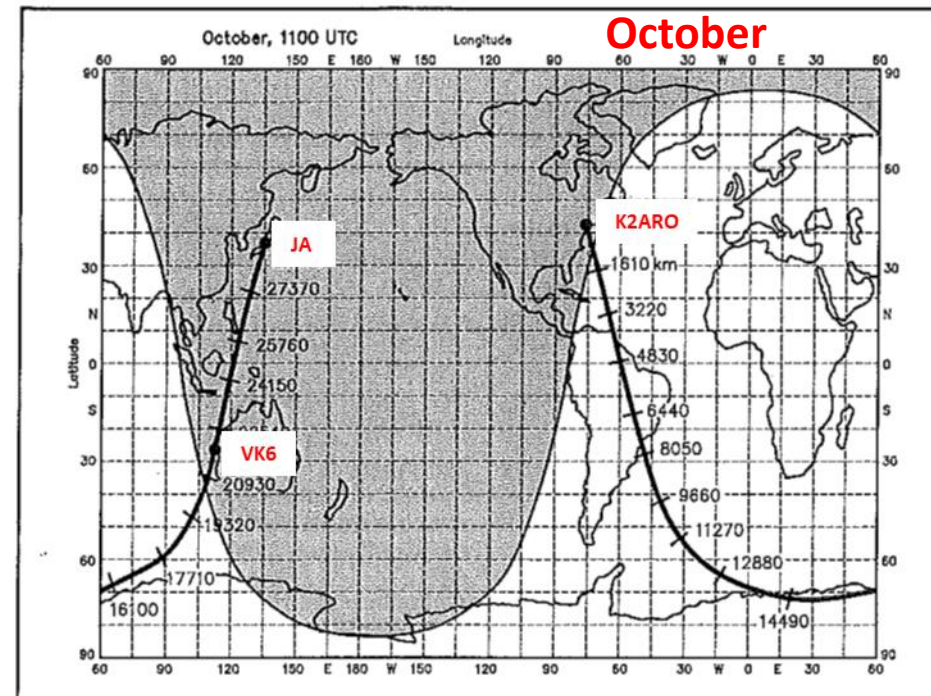 October, 1100 UTC
Longitude
October
60 90 120 150 E 180 W 150 120 90 60 30 W 0 E 30 60
90
90
60
60
K2ARO
JA
1610 km
30
30
27370
3220
N
N
25760
4830
Latitude
0
0
24150
S
S
6440
VK6
8050
30
30
20930
9660
19320
11270
60
60
12880
17710
16100
14490
90
90
60 90 120 150 E 180 W 150 120 90 60 30 W 0 E 30 60